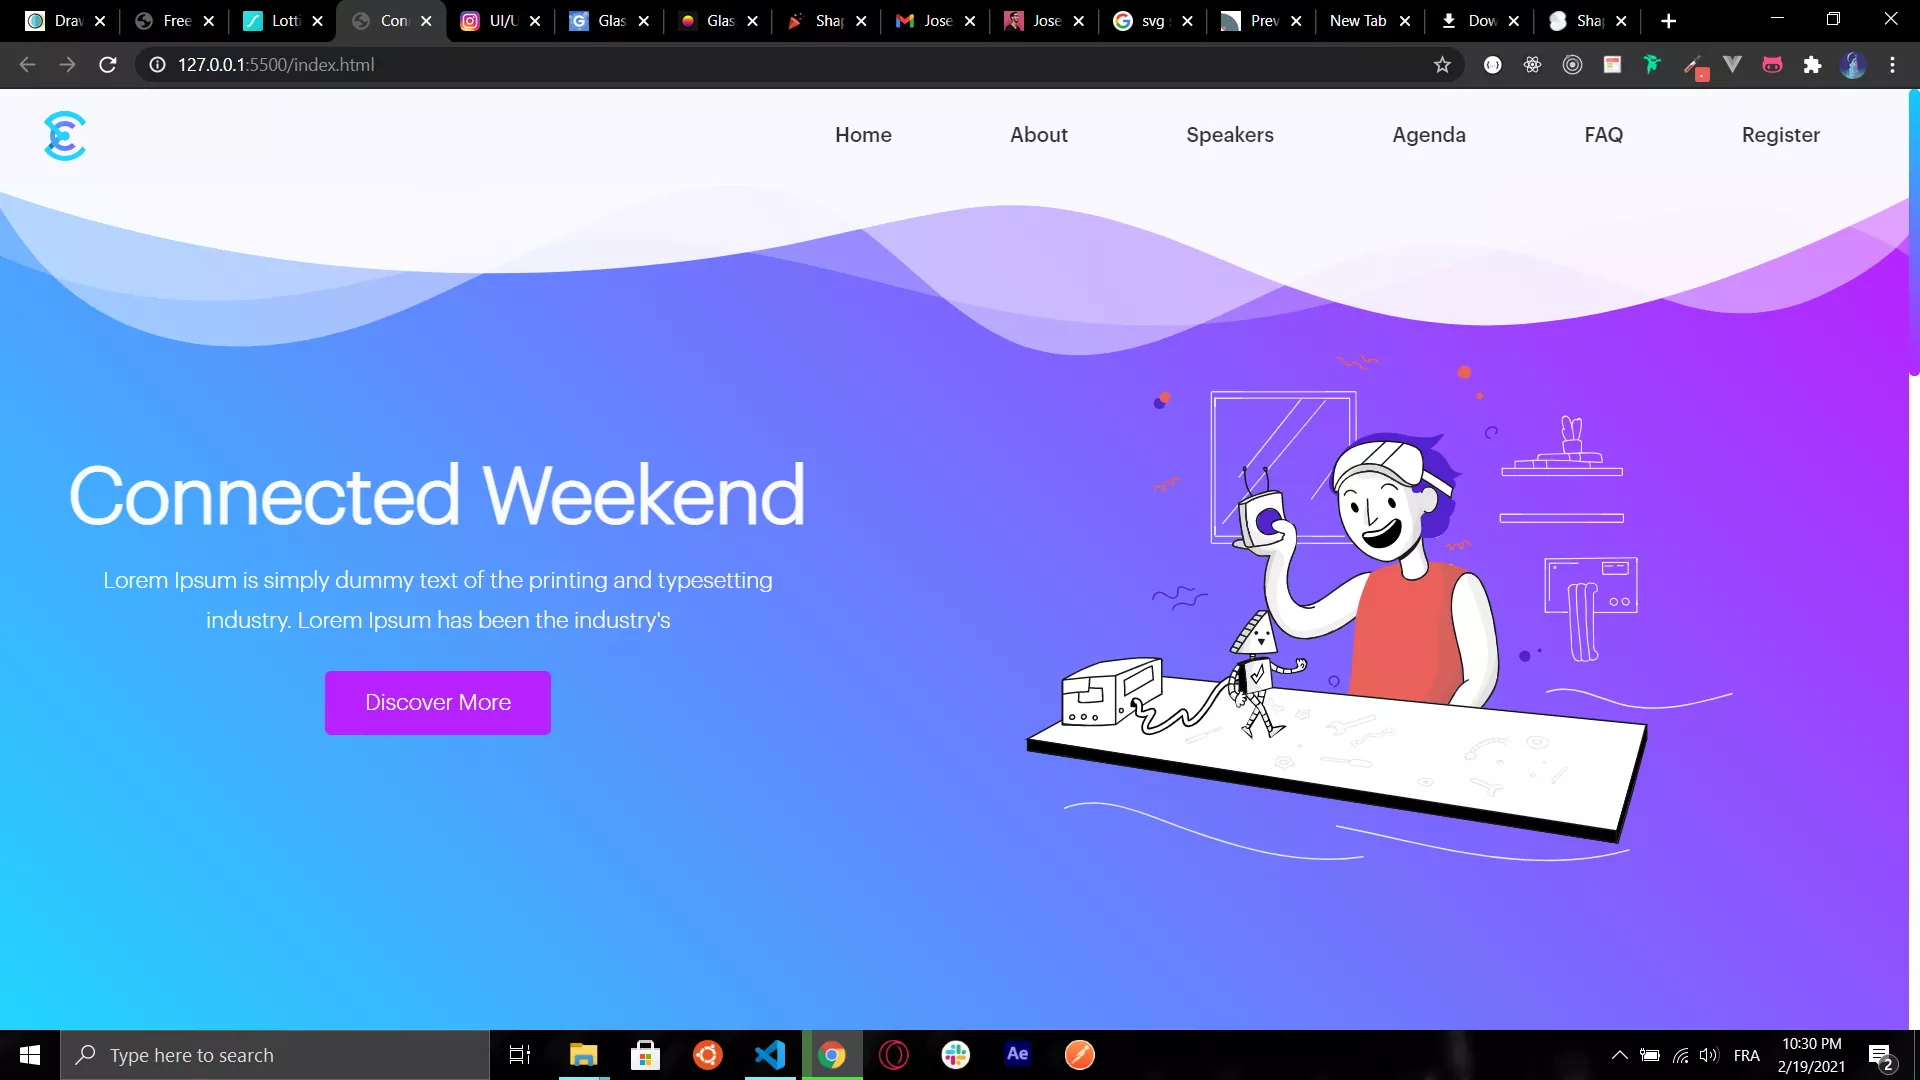 Draw
Free
Lotti
Con
UI/U
Glas
Glas
Shap
Jose
Jose
svg
Prev
New Tab
Dow
Shap
127.0.0.1:5500/index.html
Home
About
Speakers
Agenda
FAQ
Register
Connected Weekend
Lorem Ipsum is simply dummy text of the printing and typesetting
industry. Lorem Ipsum has been the industry's
Discover More
Type here to search
Ae
FRA
10:30 PM
2/19/2021
2